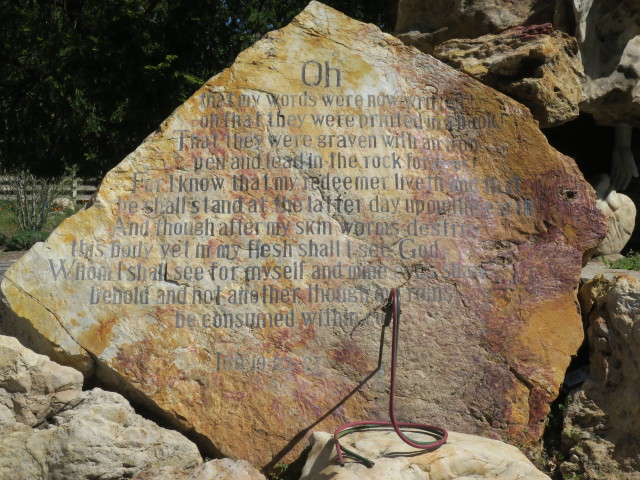 Oh
that my words were now written
oh that they were printed in a book
That they were graven with an iron
pen and lead in the rock for
For I know that my redeemer liveth and that
he shall stand at the latter day upon the
And though after my skin worms destroy
this body yet in my flesh shall I see God
Whom I shall see for myself and mine eyes shall
behold and not another though my reins
be consumed within
JOB 19